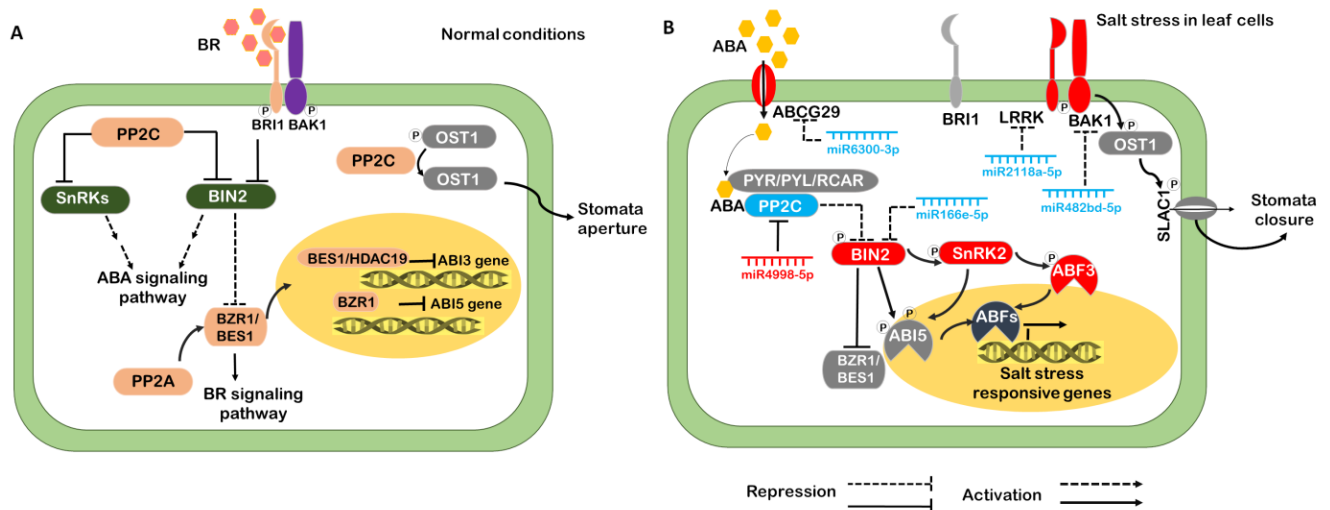 A
Normal conditions
BR
P
P
BRI1 BAK1
PP2C
SnRKs
BIN2
P
OST1
PP2C
OST1
Stomata
aperture
ABA signaling
pathway
BES1/HDAC19
ABI3 gene
BZR1
ABI5 gene
BZR1/
BES1
PP2A
BR signaling
pathway
B
Salt stress in leaf cells
ABA
ABCG29
miR6300-3p
BRI1
LRRK
miR2118a-5p
P
BAK1
miR482bd-5p
P
OST1
P
SLAC1
Stomata
closure
PYR/PYL/RCAR
ABA
PP2C
miR4998-5p
miR166e-5p
P
BIN2
P
SnRK2
P
ABF3
P
P
ABI5
ABFs
BZR1/
BES1
Salt stress
responsive genes
Repression
Activation